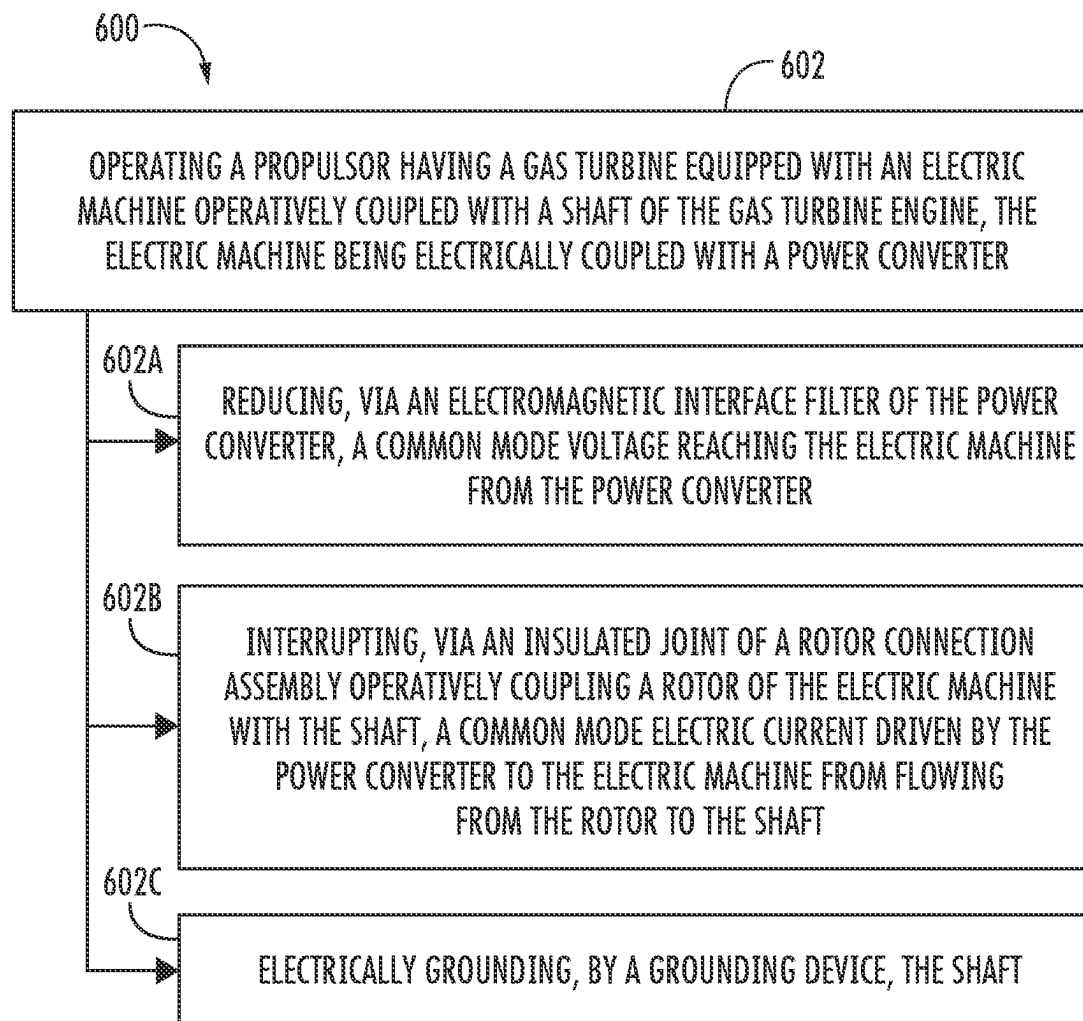 600
602
OPERATING A PROPULSOR HAVING A GAS TURBINE EQUIPPED WITH AN ELECTRIC
MACHINE OPERATIVELY COUPLED WITH A SHAFT OF THE GAS TURBINE ENGINE, THE
ELECTRIC MACHINE BEING ELECTRICALLY COUPLED WITH A POWER CONVERTER
602A
REDUCING, VIA AN ELECTROMAGNETIC INTERFACE FILTER OF THE POWER
CONVERTER, A COMMON MODE VOLTAGE REACHING THE ELECTRIC MACHINE
FROM THE POWER CONVERTER
602B
INTERRUPTING, VIA AN INSULATED JOINT OF A ROTOR CONNECTION
ASSEMBLY OPERATIVELY COUPLING A ROTOR OF THE ELECTRIC MACHINE
WITH THE SHAFT, A COMMON MODE ELECTRIC CURRENT DRIVEN BY THE
POWER CONVERTER TO THE ELECTRIC MACHINE FROM FLOWING
FROM THE ROTOR TO THE SHAFT
602C
ELECTRICALLY GROUNDING, BY A GROUNDING DEVICE, THE SHAFT